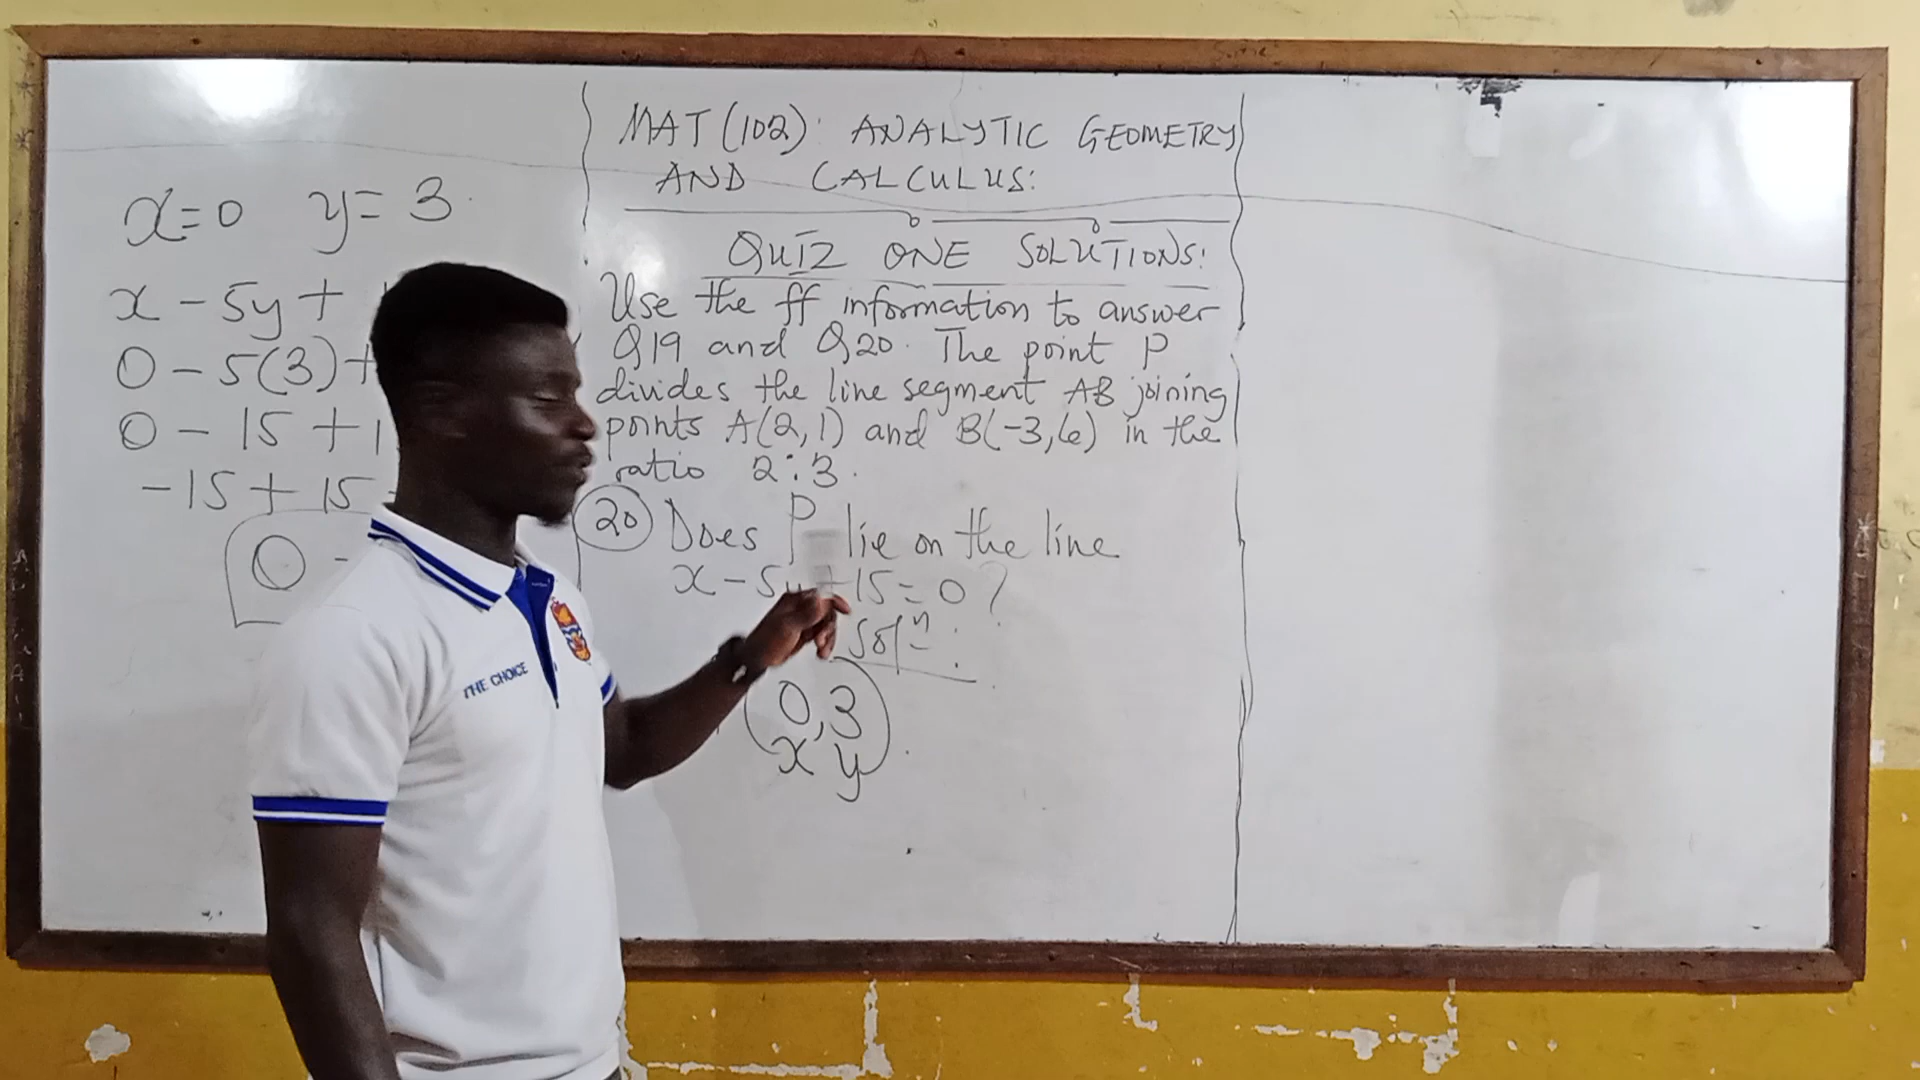 x=0 y=3
x-5y+
0-5(3)+
0-15+1
-15+15
0
MAT(102): ANALYTIC GEOMETRY
AND CALCULUS:
QUIZ ONE SOLUTIONS:
Use the ff information to answer
Q19 and Q20. The point P
divides the line segment AB joining
points A(2,1) and B(-3,6) in the
ratio 2:3.
20 Does P lie on the line
x-5y+15=0?
Solⁿ:
0,3
x y
THE CHOICE